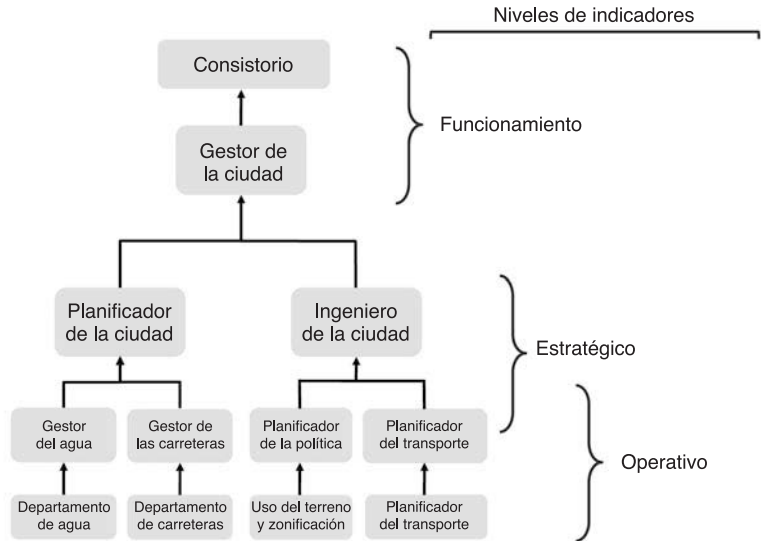 Niveles de indicadores
Consistorio
Funcionamiento
Gestor de
la ciudad
Planificador
de la ciudad
Ingeniero
de la ciudad
Estratégico
Gestor
del agua
Gestor de
las carreteras
Planificador
de la política
Planificador
del transporte
Operativo
Departamento
de agua
Departamento
de carreteras
Uso del terreno
y zonificación
Planificador
del transporte